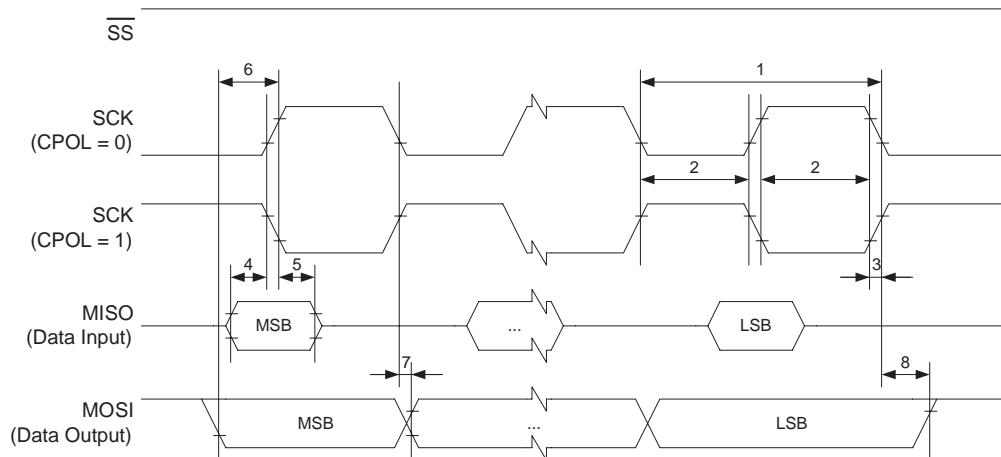 SS
6
1
SCK
(CPOL = 0)
2
2
SCK
(CPOL = 1)
4
5
3
MISO
(Data Input)
MSB
...
LSB
7
8
MOSI
(Data Output)
MSB
...
LSB